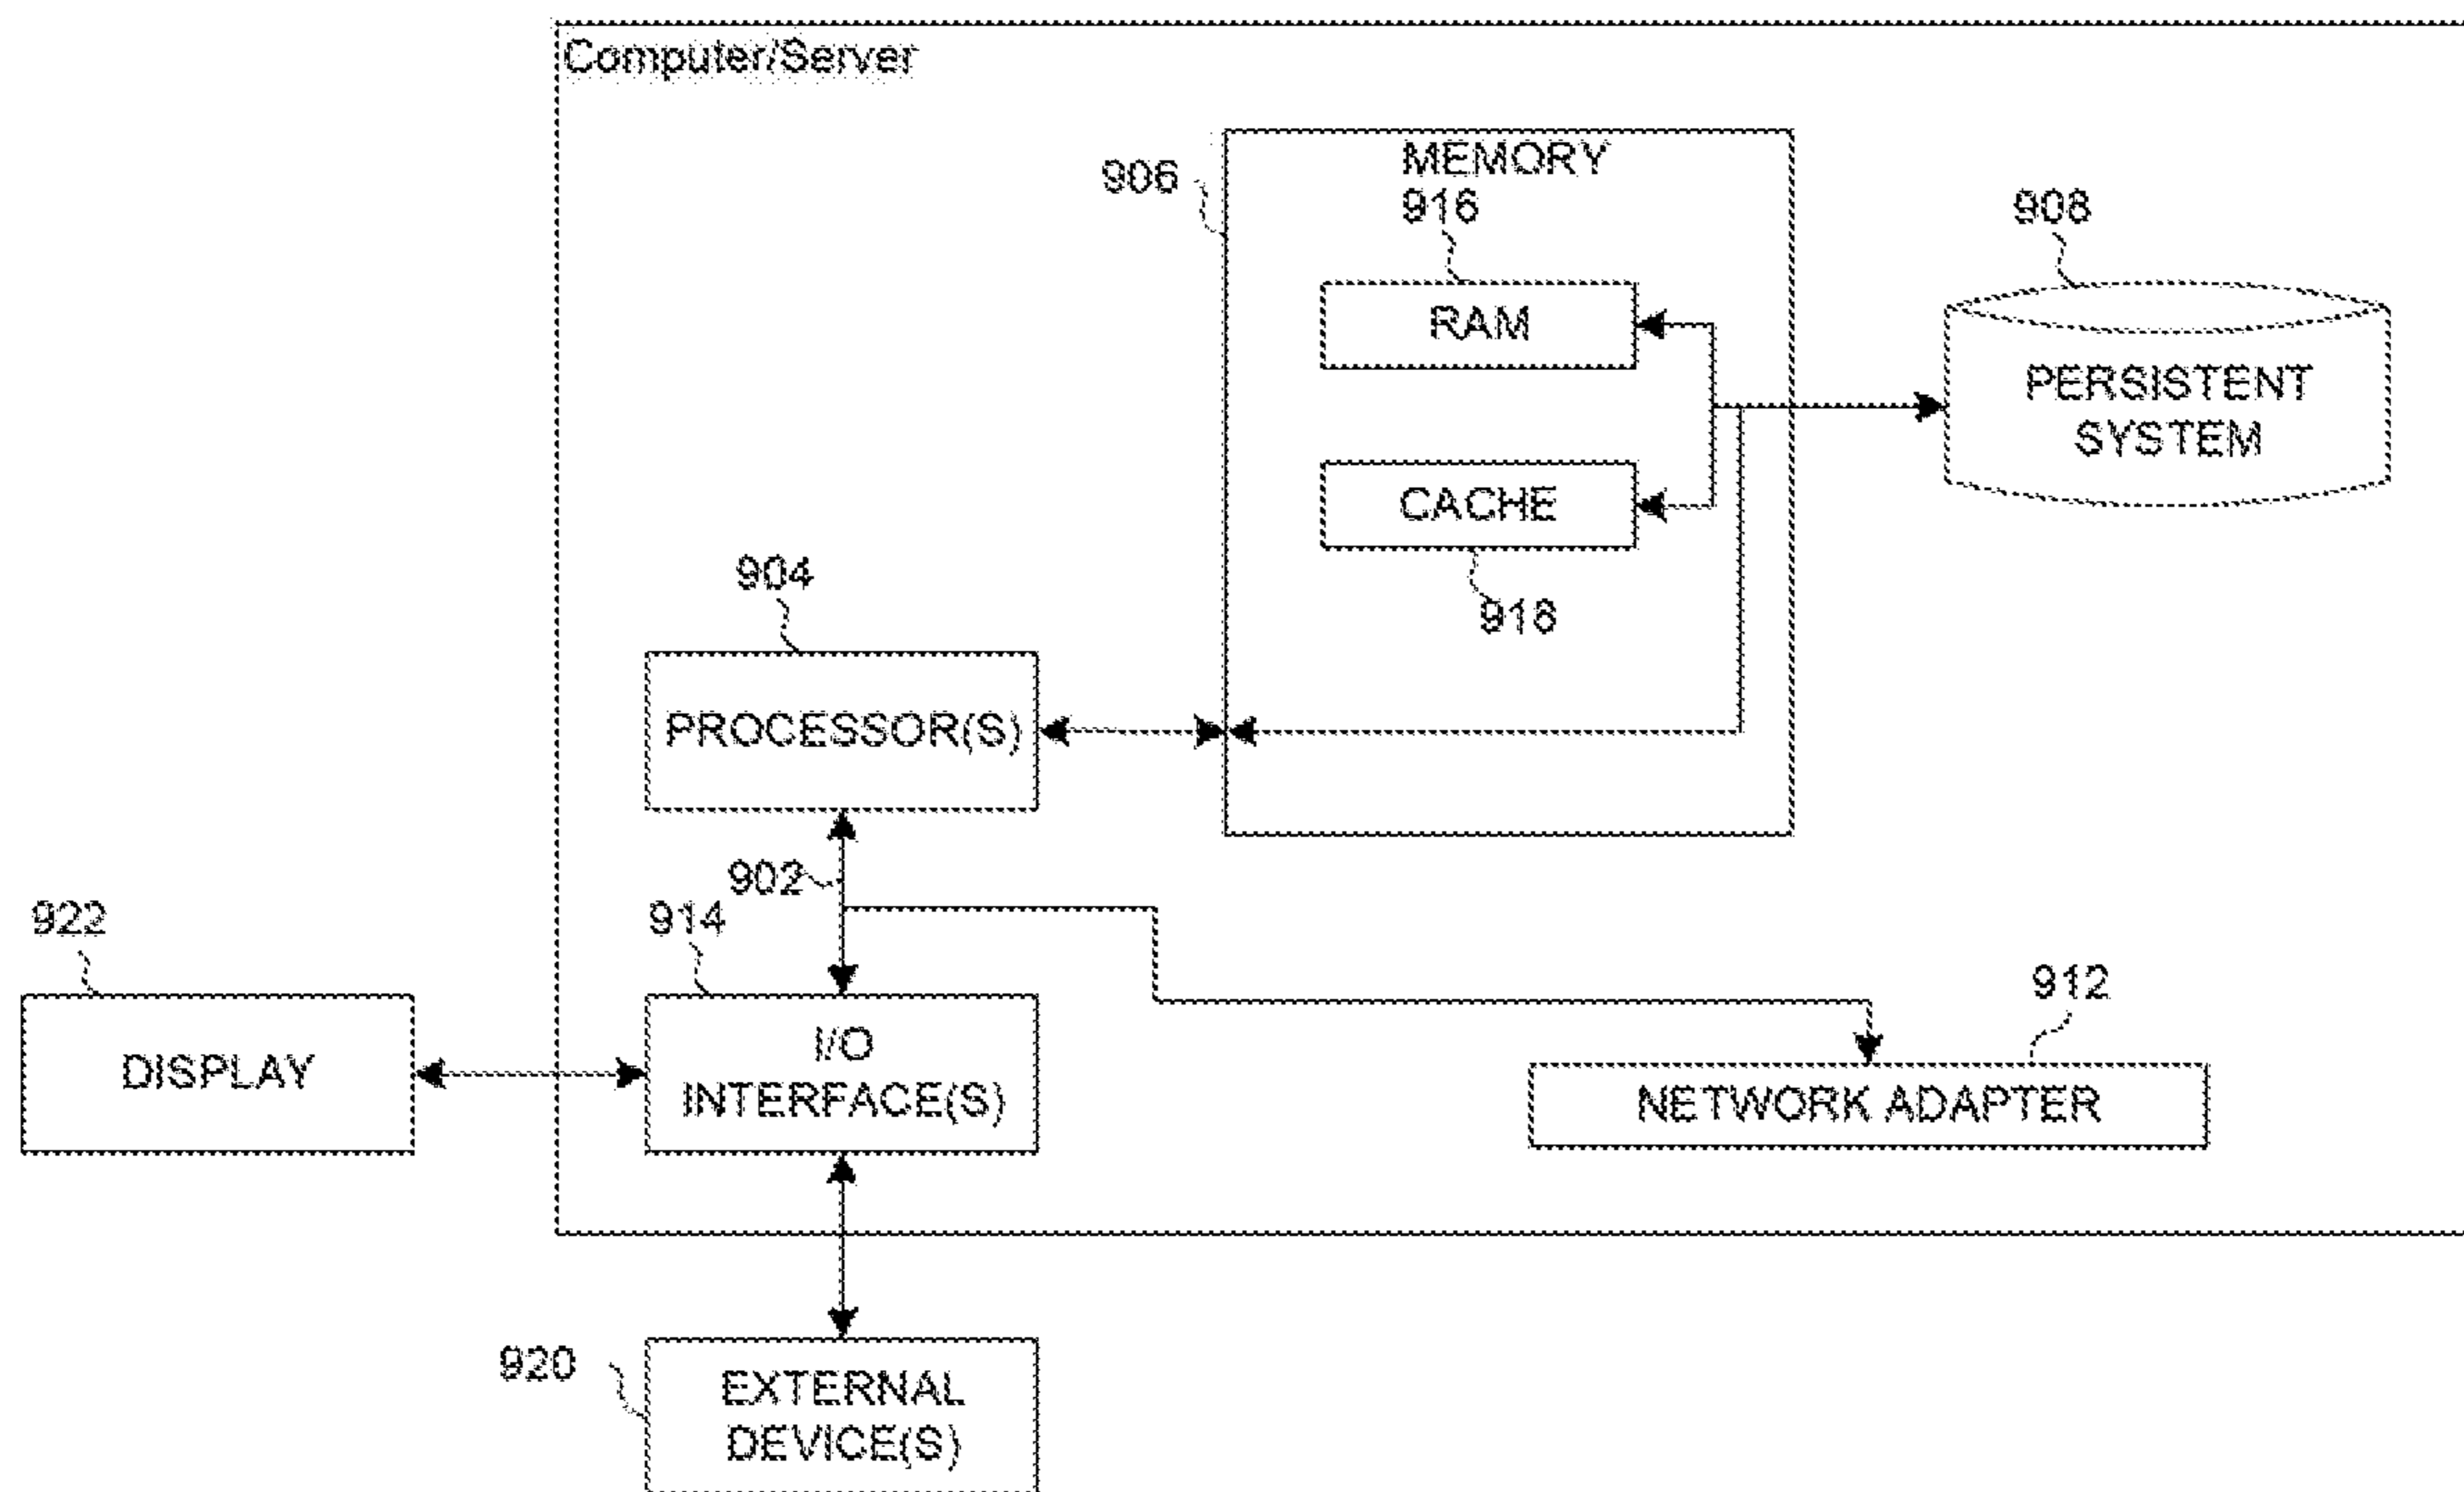 Computer/Server
906
MEMORY
916
908
RAM
PERSISTENT
SYSTEM
CACHE
918
904
PROCESSOR(S)
902
922
914
912
DISPLAY
I/O
INTERFACE(S)
NETWORK ADAPTER
920
EXTERNAL
DEVICE(S)